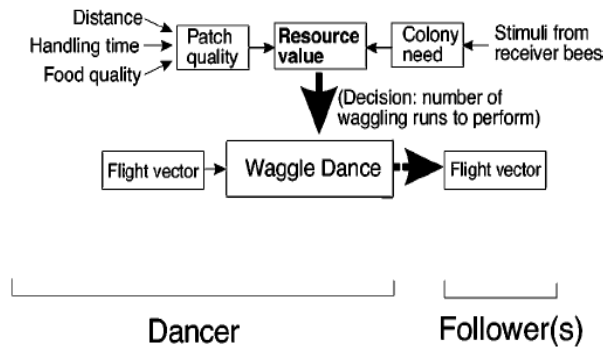 Distance
Handling time
Food quality
Patch
quality
Resource
value
Colony
need
Stimuli from
receiver bees
(Decision: number of
waggling runs to perform)
Flight vector
Waggle Dance
Flight vector
Dancer
Follower(s)